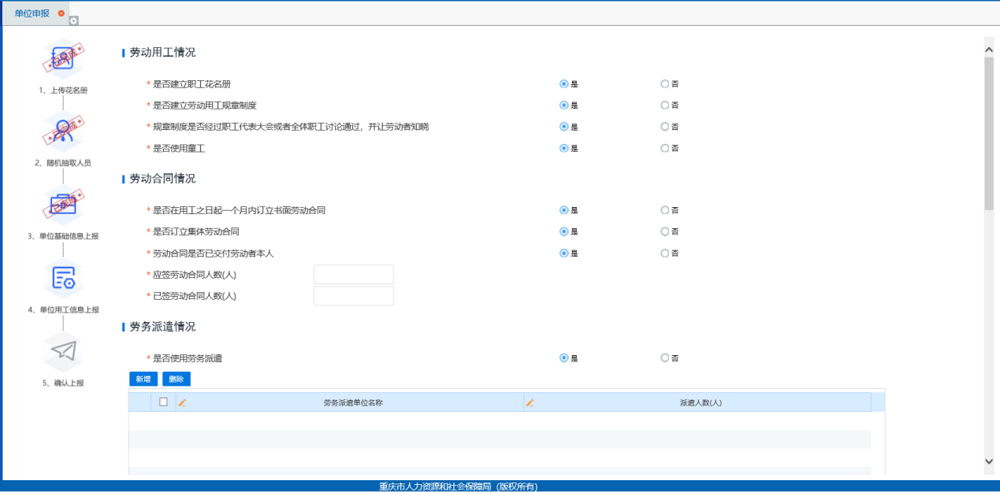 单位申报
劳动用工情况
* 是否建立职工花名册 是 否
* 是否建立劳动用工规章制度 是 否
* 规章制度是否经过职工代表大会或者全体职工讨论通过，并让劳动者知晓 是 否
* 是否使用童工 是 否
劳动合同情况
* 是否在用工之日起一个月内订立书面劳动合同 是 否
* 是否订立集体劳动合同 是 否
* 劳动合同是否已交付劳动者本人 是 否
* 应签劳动合同人数(人)
* 已签劳动合同人数(人)
劳务派遣情况
* 是否使用劳务派遣 是 否
新增 删除
劳务派遣单位名称 派遣人数(人)
已完成
1、上传花名册
已完成
2、随机抽取人员
已完成
3、单位基础信息上报
4、单位用工信息上报
5、确认上报
重庆市人力资源和社会保障局（版权所有）